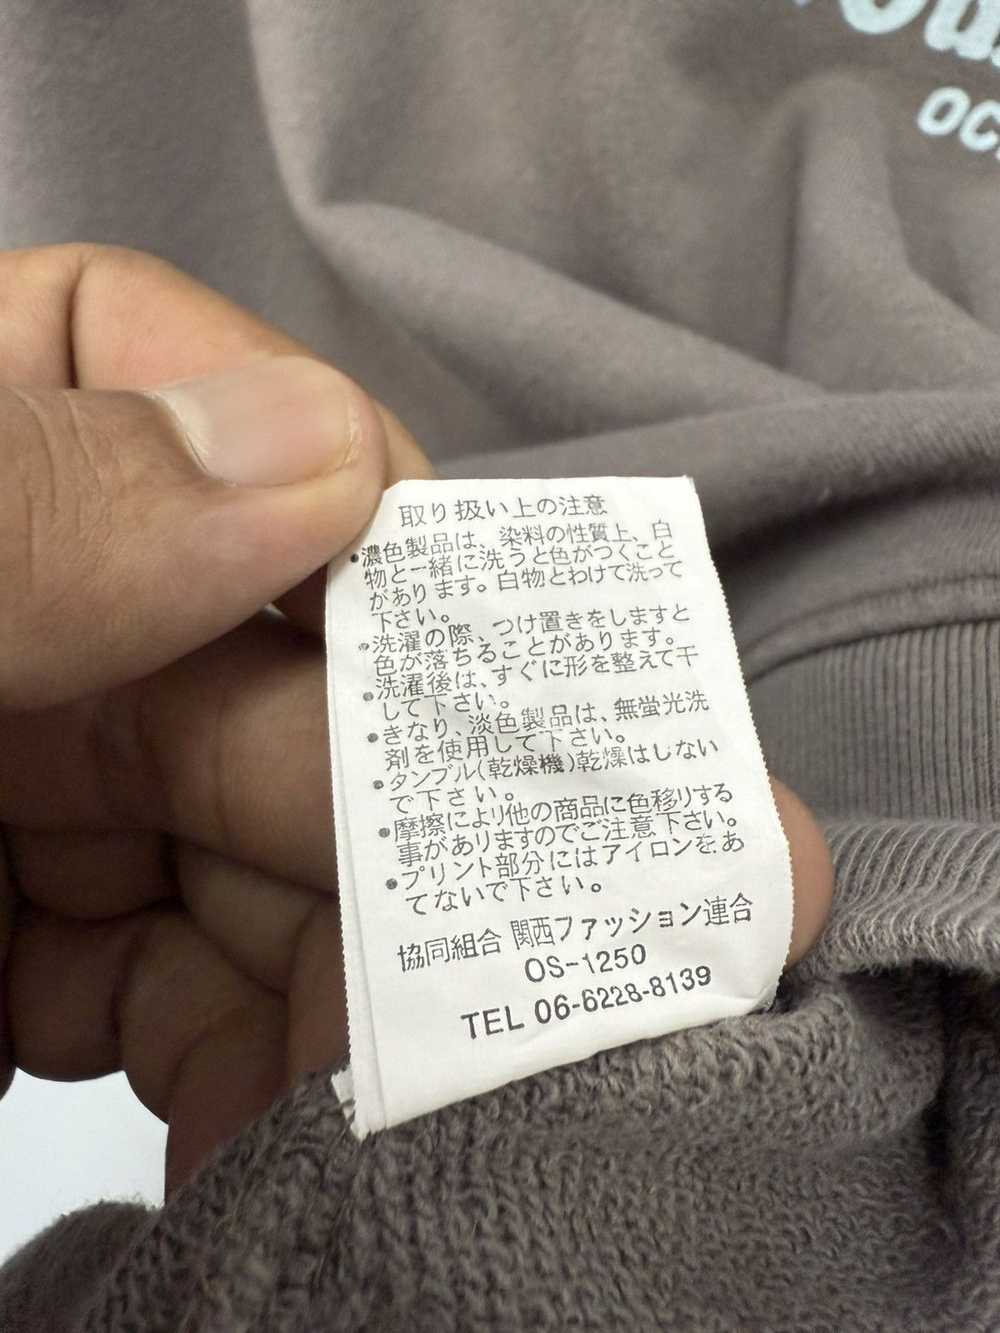 OC
取り扱い上の注意
•濃色製品は、染料の性質上、白
物と一緒に洗うと色がつくこと
があります。白物とわけて洗って
下さい。
•洗濯の際、つけ置きをしますと
色が落ちることがあります。
•洗濯後は、すぐに形を整えて干
して下さい。
•きなり、淡色製品は、無蛍光洗
剤を使用して下さい。
•タンブル(乾燥機)乾燥はしない
で下さい。
•摩擦により他の商品に色移りする
事がありますのでご注意下さい。
•プリント部分にはアイロンをあ
てないで下さい。
協同組合 関西ファッション連合
OS-1250
TEL 06-6228-8139